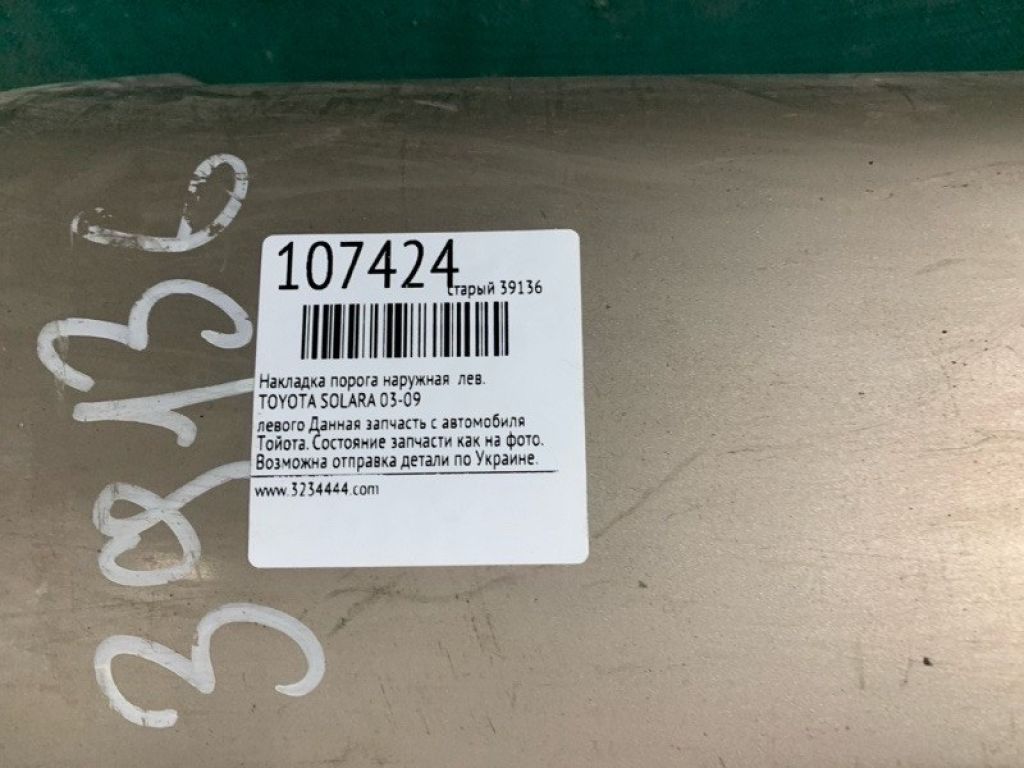 39136
107424
старый 39136
Накладка порога наружная лев.
TOYOTA SOLARA 03-09
левого Данная запчасть с автомобиля
Тойота. Состояние запчасти как на фото.
Возможна отправка детали по Украине.
www.3234444.com